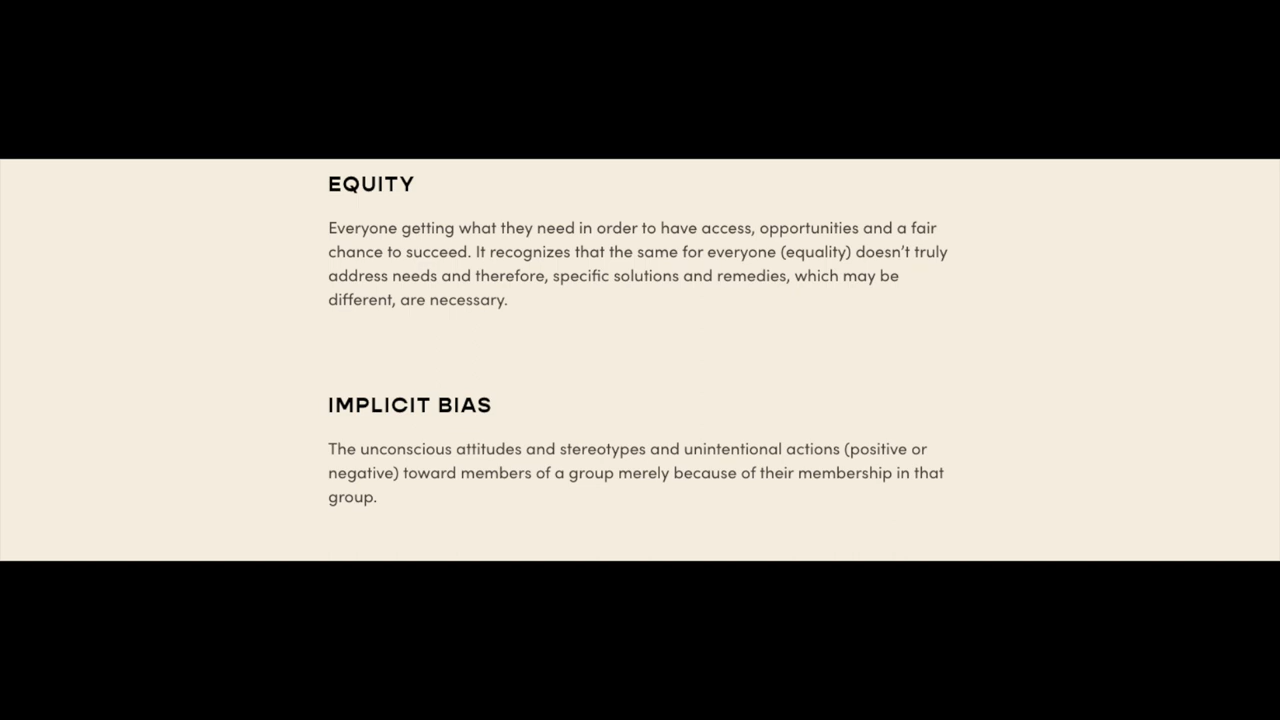 EQUITY
Everyone getting what they need in order to have access, opportunities and a fair
chance to succeed. It recognizes that the same for everyone (equality) doesn’t truly
address needs and therefore, specific solutions and remedies, which may be
different, are necessary.
IMPLICIT BIAS
The unconscious attitudes and stereotypes and unintentional actions (positive or
negative) toward members of a group merely because of their membership in that
group.